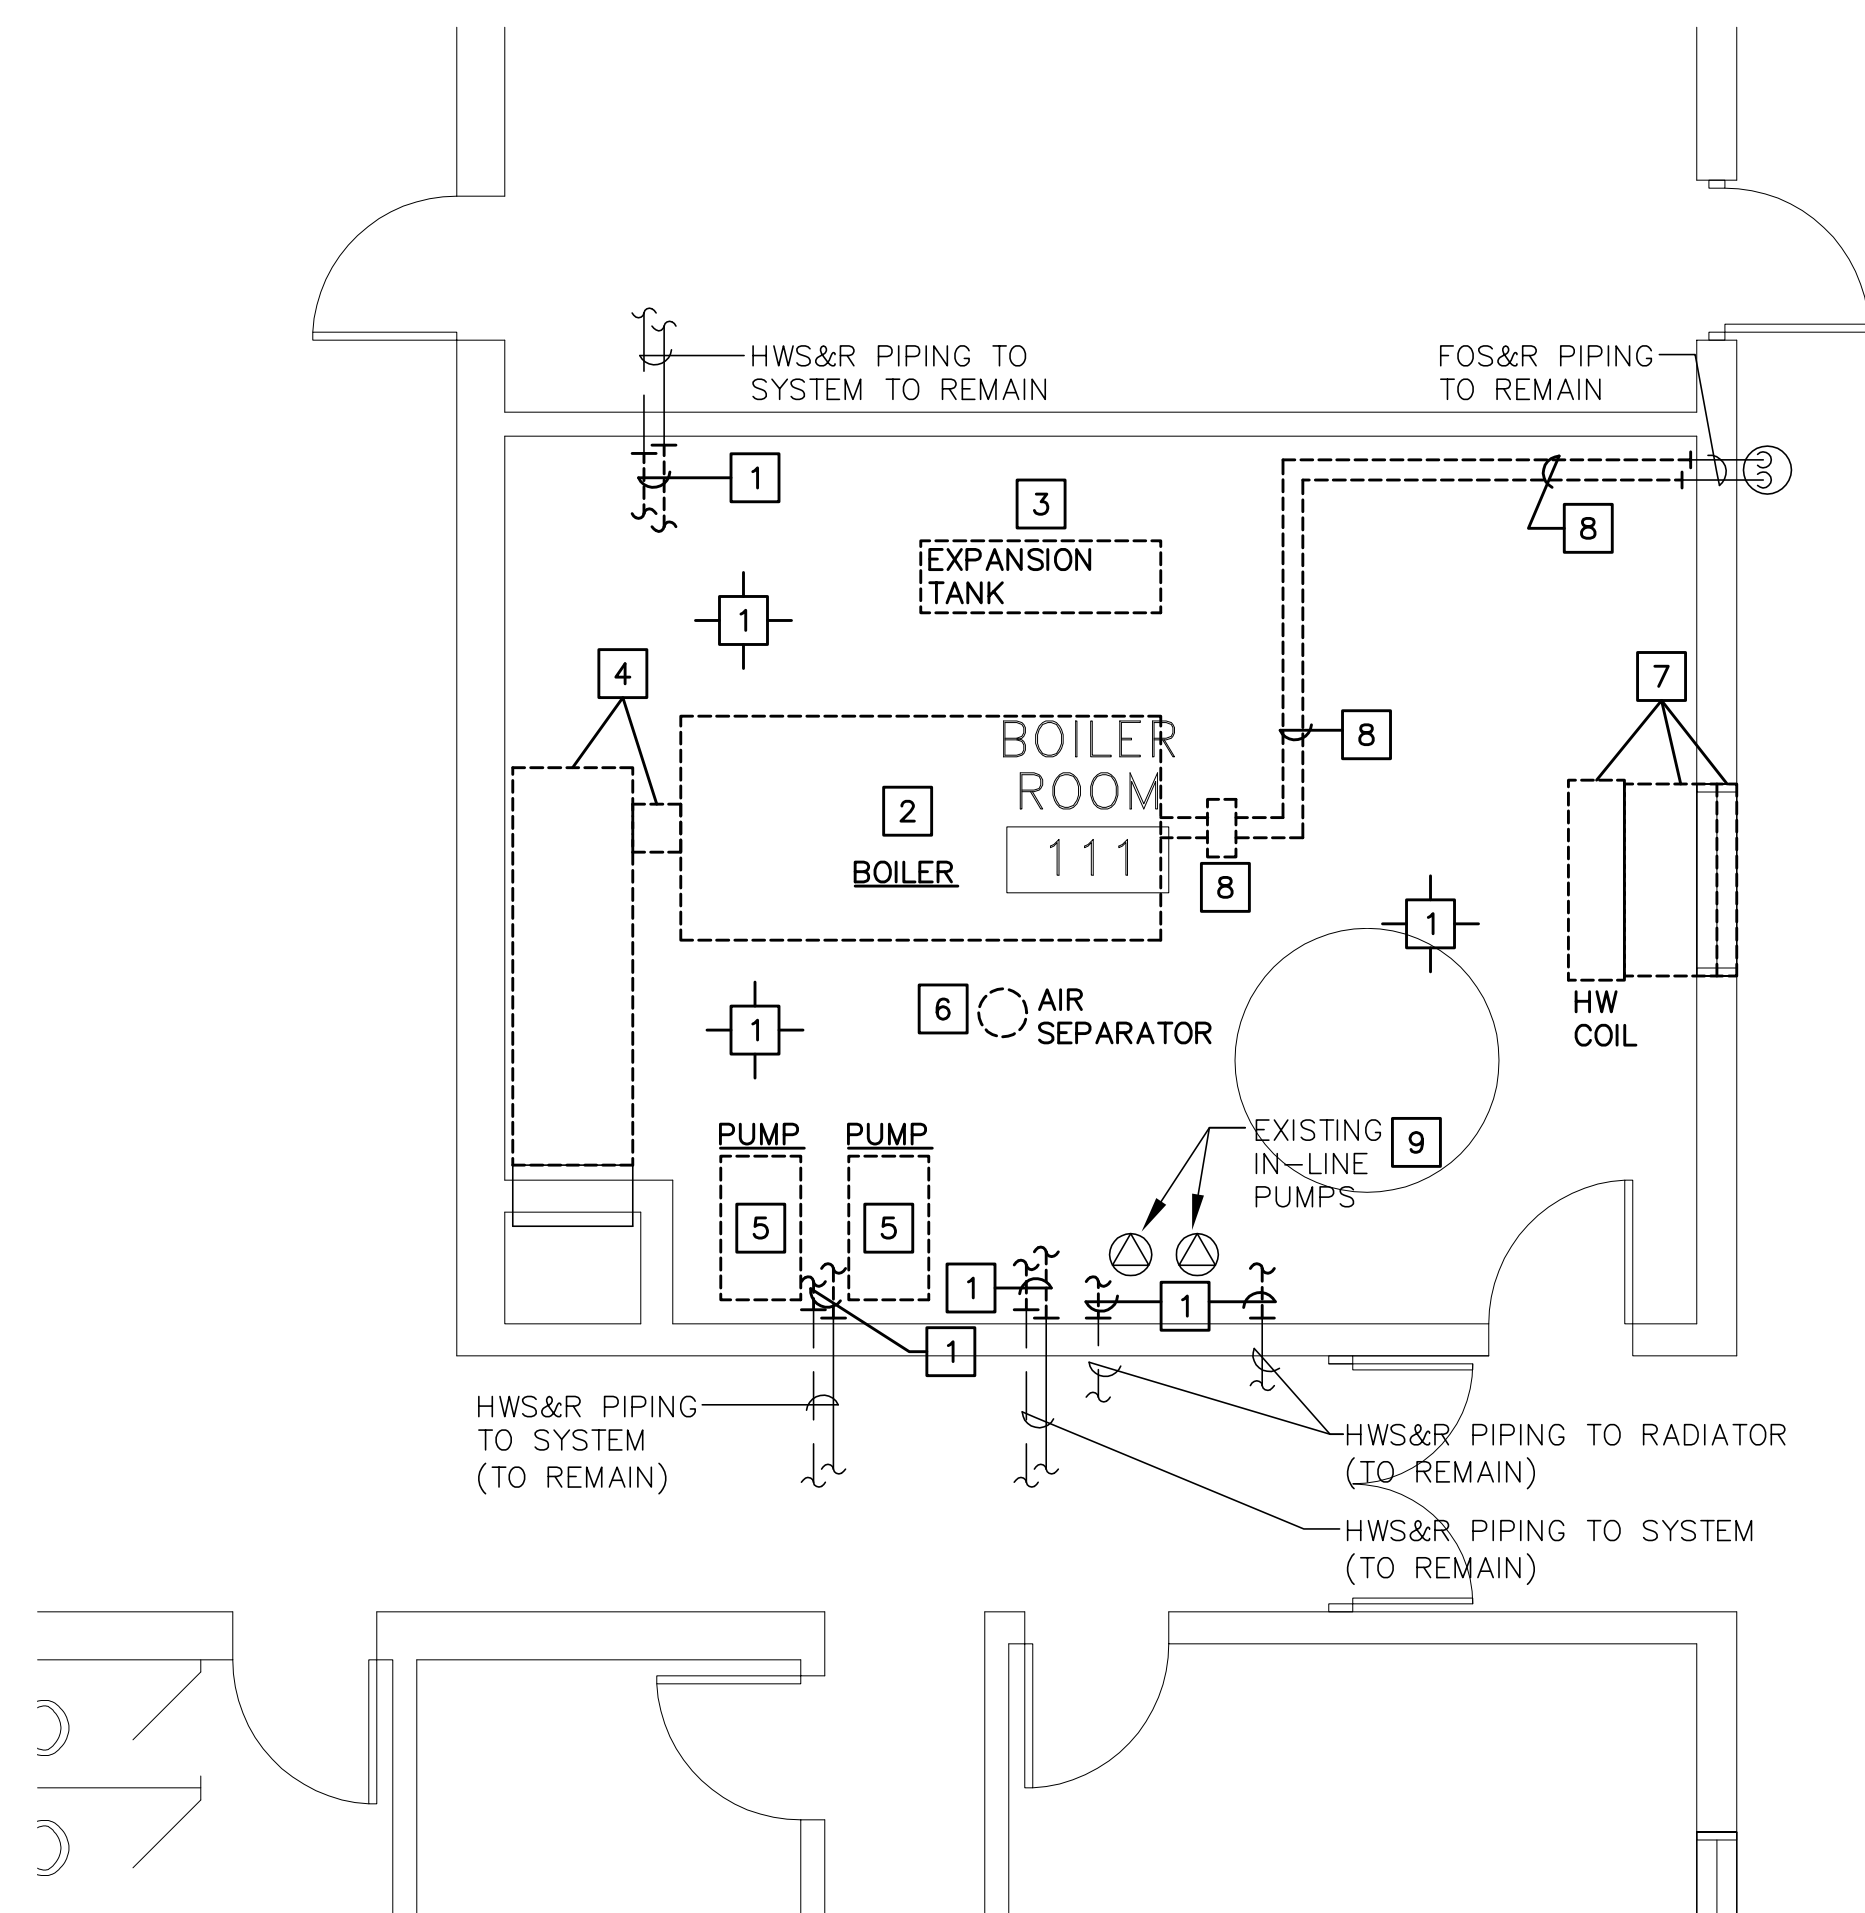 HWS&R PIPING TO
SYSTEM TO REMAIN
FOS&R PIPING
TO REMAIN
1
3
8
EXPANSION
TANK
1
4
7
BOILER
ROOM
111
8
2
BOILER
8
1
6
AIR
SEPARATOR
HW
COIL
1
PUMP
PUMP
EXISTING
IN-LINE
PUMPS
9
5
5
1
1
1
HWS&R PIPING
TO SYSTEM
(TO REMAIN)
HWS&R PIPING TO RADIATOR
(TO REMAIN)
HWS&R PIPING TO SYSTEM
(TO REMAIN)